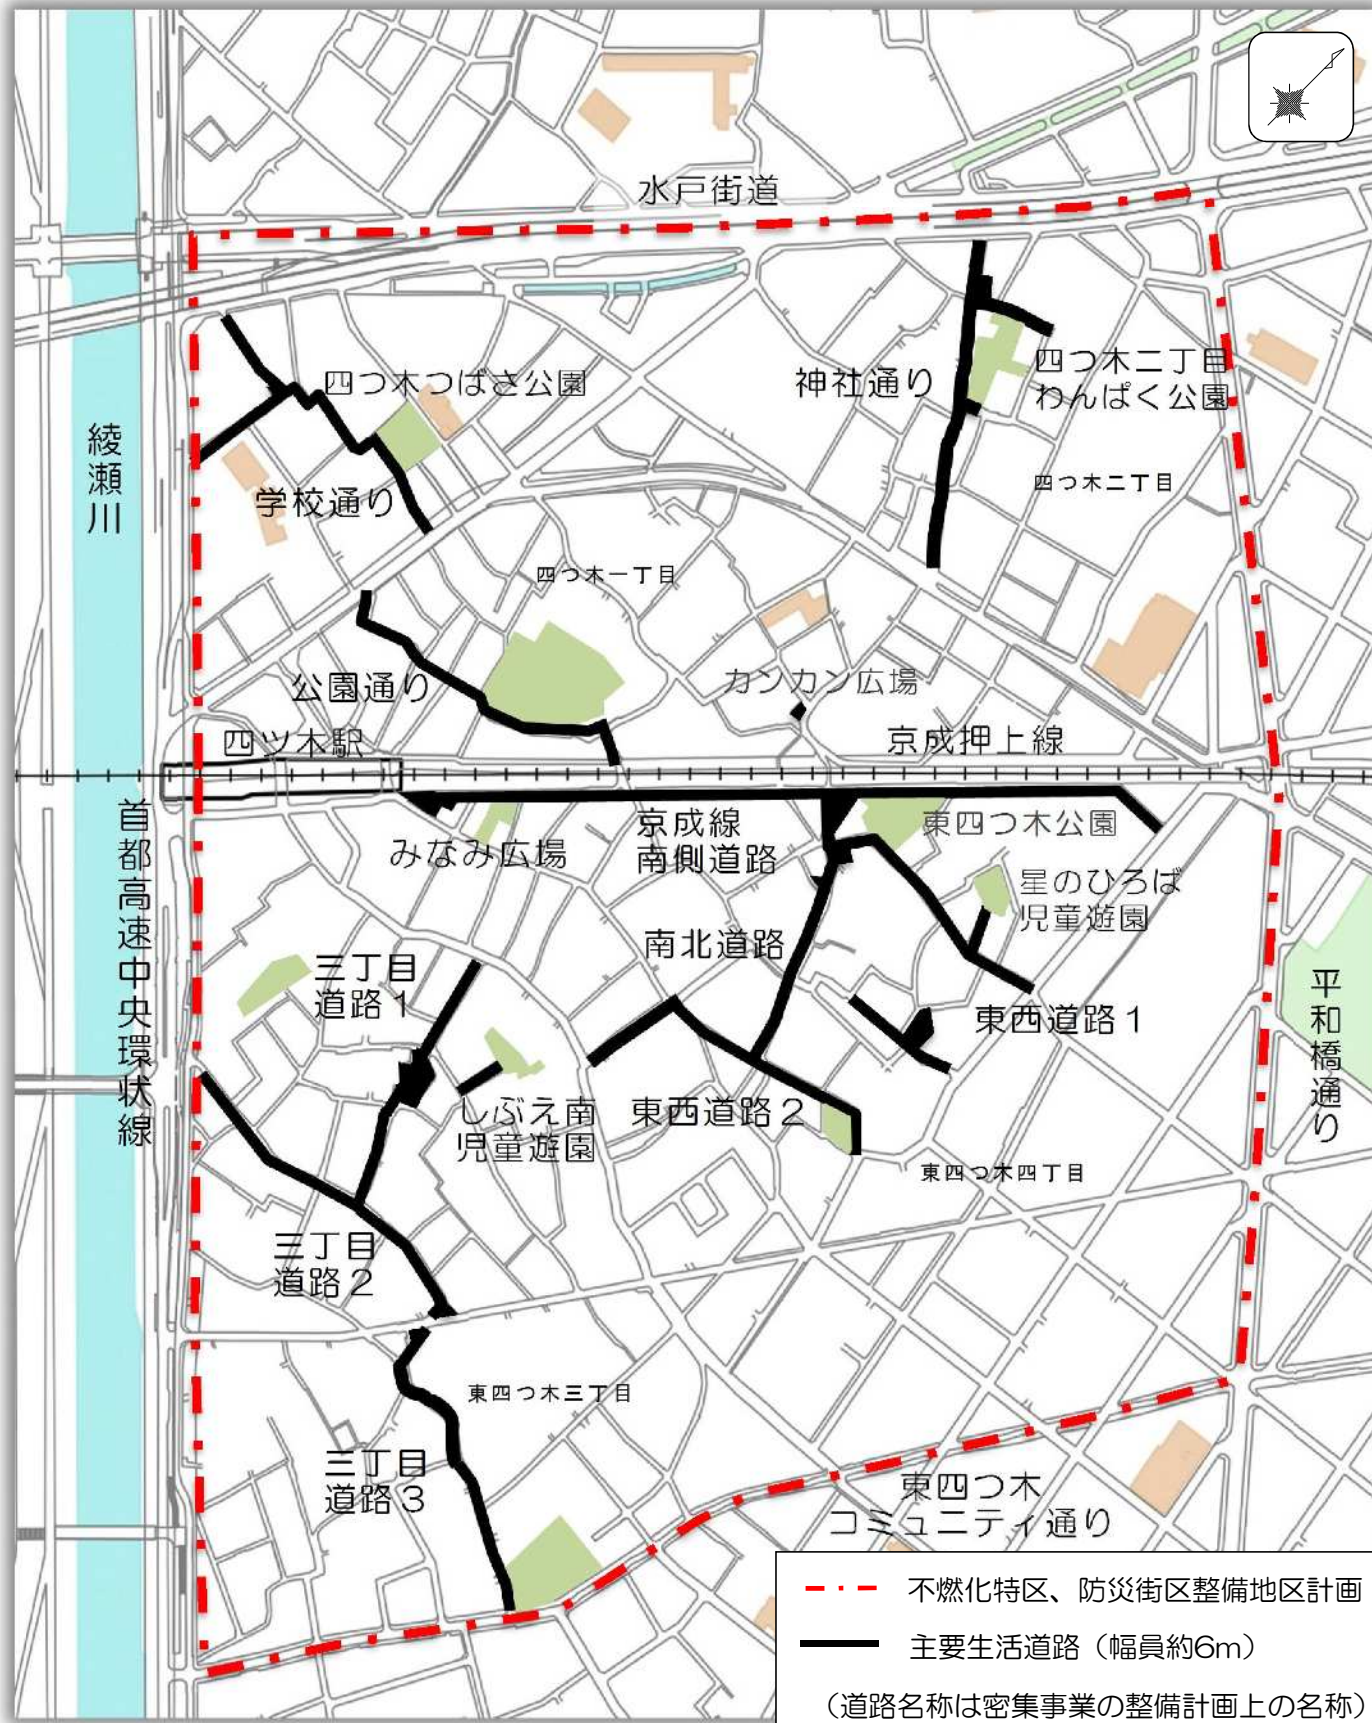 水戸街道
四つ木つばさ公園
神社通り
四つ木二丁目
わんぱく公園
綾瀬川
学校通り
四つ木二丁目
四つ木一丁目
公園通り
カンカン広場
四ツ木駅
京成押上線
首都高速中央環状線
みなみ広場
京成線
南側道路
東四つ木公園
星のひろば
児童遊園
南北道路
三丁目
道路1
東西道路1
平和橋通り
しぶえ南
児童遊園
東西道路2
東四つ木四丁目
三丁目
道路2
東四つ木三丁目
三丁目
道路3
東四つ木
コミュニティ通り
不燃化特区、防災街区整備地区計画
主要生活道路（幅員約6m）
（道路名称は密集事業の整備計画上の名称）